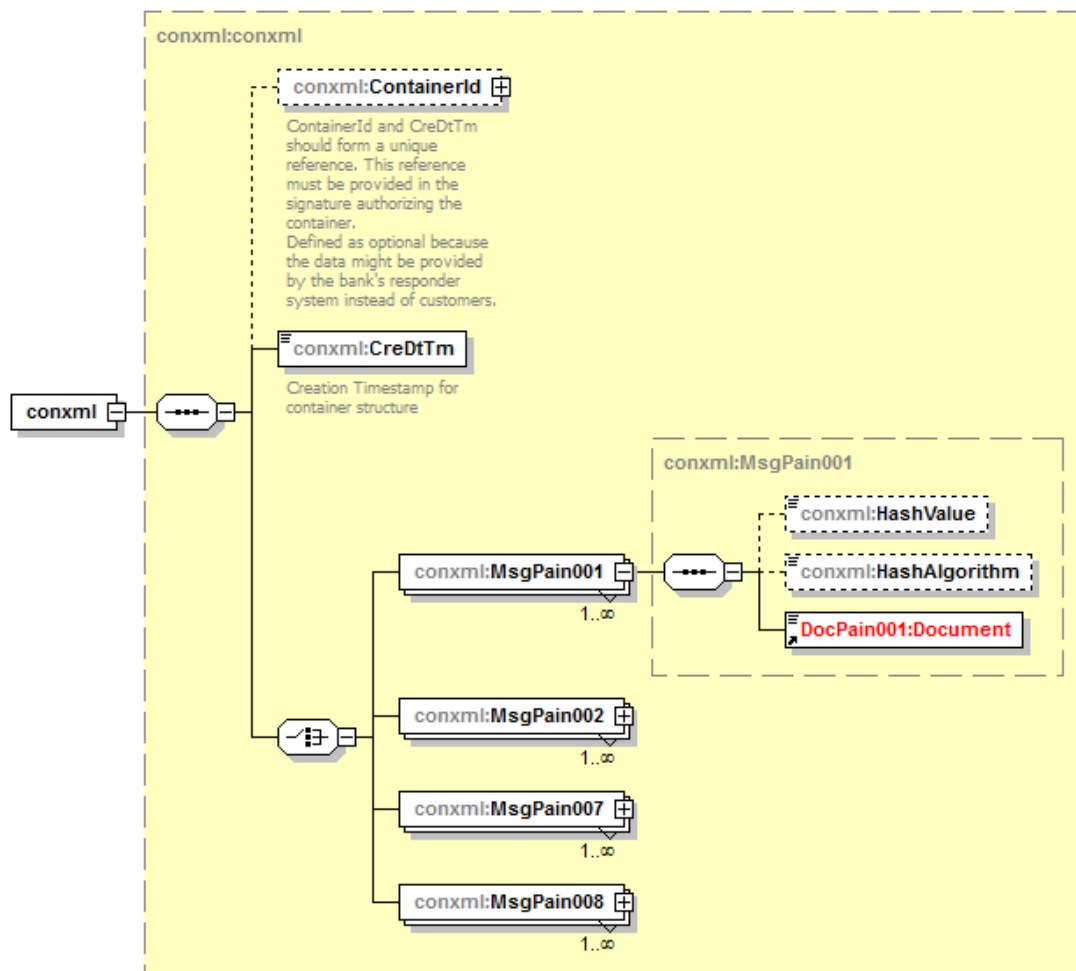 conxml:conxml
conxml:ContainerId
ContainerId and CreDtTm
should form a unique
reference. This reference
must be provided in the
signature authorizing the
container.
Defined as optional because
the data might be provided
by the bank's responder
system instead of customers.
conxml:CreDtTm
Creation Timestamp for
container structure
conxml
conxml:MsgPain001
conxml:HashValue
conxml:HashAlgorithm
DocPain001:Document
conxml:MsgPain001
1..∞
conxml:MsgPain002
1..∞
conxml:MsgPain007
1..∞
conxml:MsgPain008
1..∞